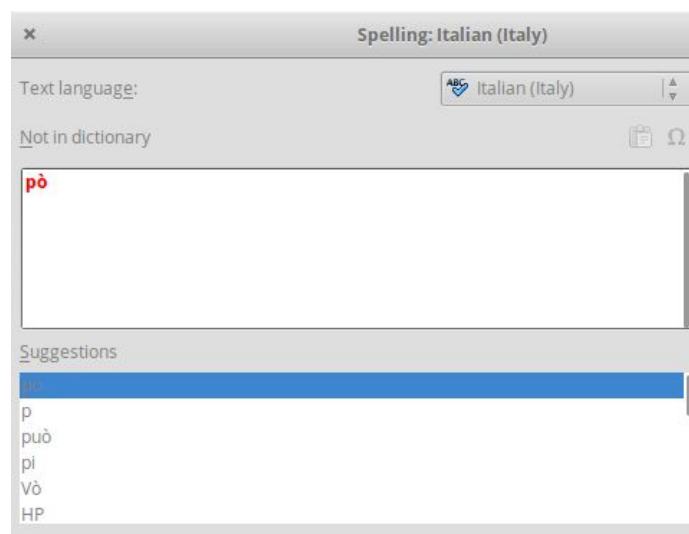 Spelling: Italian (Italy)
Text language:
Italian (Italy)
Not in dictionary
pò
Suggestions
p
può
pi
Vò
HP